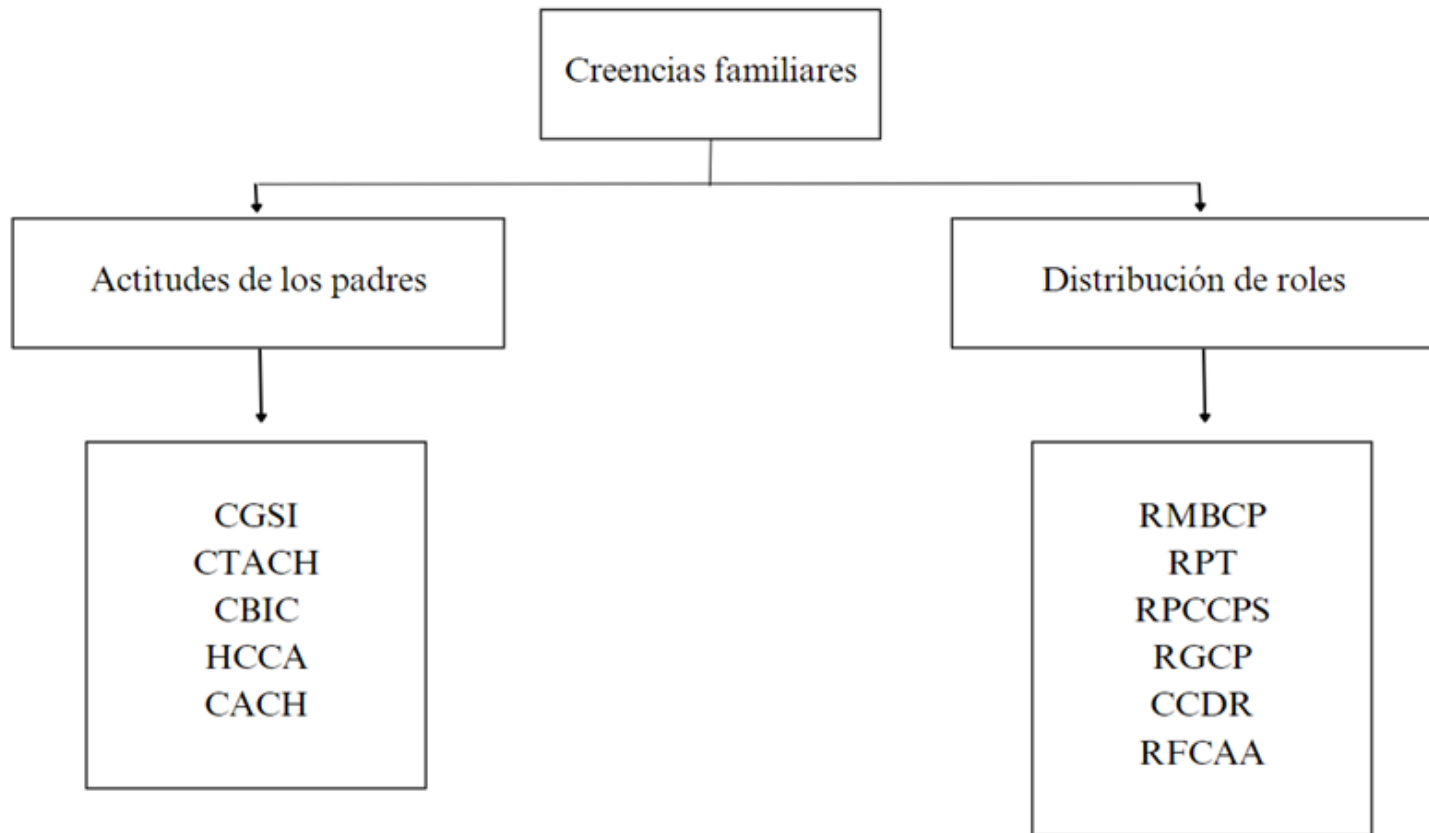 Creencias familiares
Actitudes de los padres
Distribución de roles
CGSI
CTACH
CBIC
HCCA
CACH
RMBCP
RPT
RPCCPS
RGCP
CCDR
RFCAA